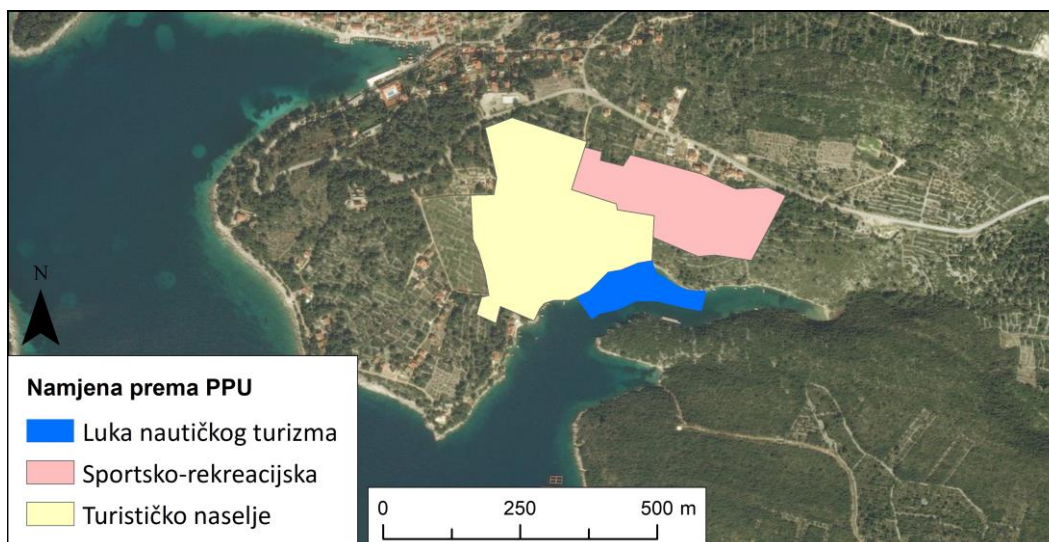 N
Namjena prema PPU
Luka nautičkog turizma
Sportsko-rekreacijska
Turističko naselje
0 250 500 m